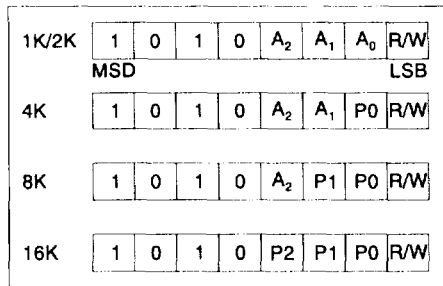 1K/2K 1 0 1 0 A₂ A₁ A₀ R/W
MSD LSB
4K 1 0 1 0 A₂ A₁ P0 R/W
8K 1 0 1 0 A₂ P1 P0 R/W
16K 1 0 1 0 P2 P1 P0 R/W